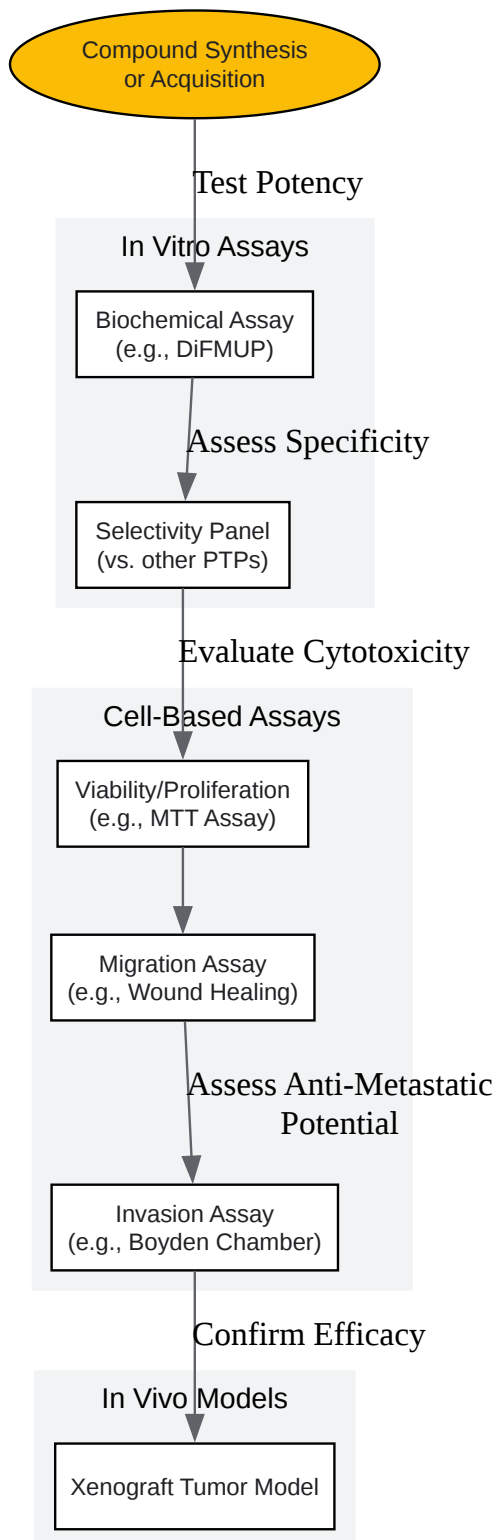 Compound Synthesis
or Acquisition
Test Potency
In Vitro Assays
Biochemical Assay
(e.g., DiFMUP)
Assess Specificity
Selectivity Panel
(vs. other PTPs)
Evaluate Cytotoxicity
Cell-Based Assays
Viability/Proliferation
(e.g., MTT Assay)
Migration Assay
(e.g., Wound Healing)
Assess Anti-Metastatic
Potential
Invasion Assay
(e.g., Boyden Chamber)
Confirm Efficacy
In Vivo Models
Xenograft Tumor Model